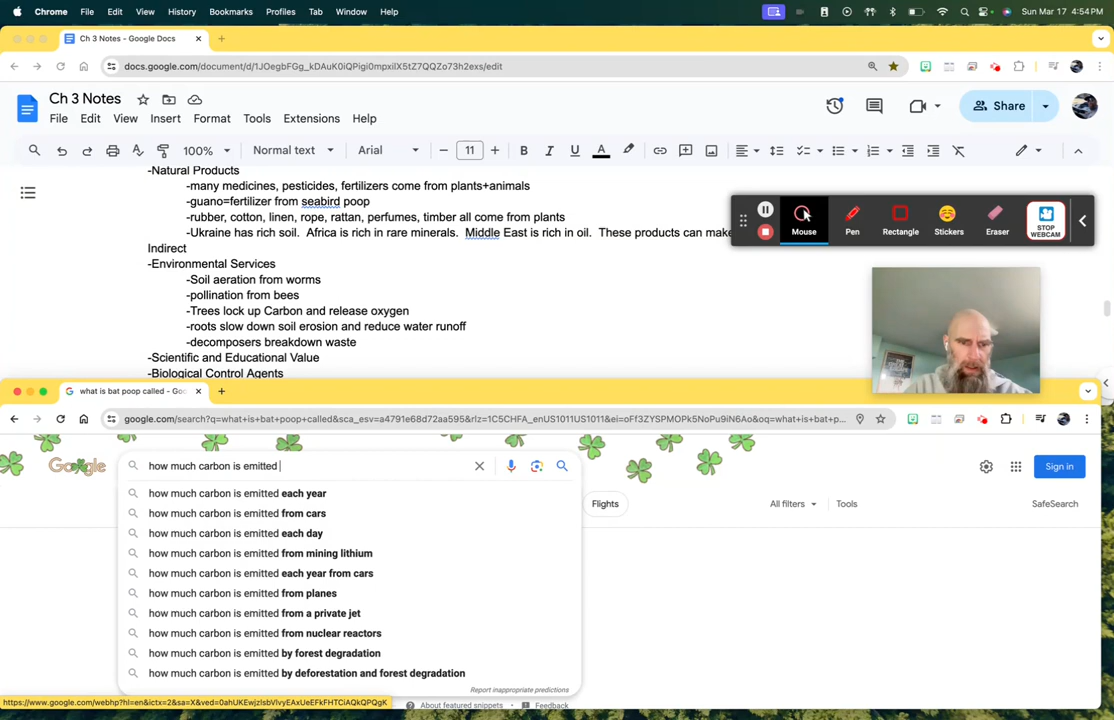 Chrome File Edit View History Bookmarks Profiles Tab Window Help Sun Mar 17 4:54 PM
Ch 3 Notes - Google Docs
docs.google.com/document/d/1JOegbFGg_kDAuK0iQPigi0mpxilX5tZ7QQZo73h2exs/edit
Ch 3 Notes
Share
File Edit View Insert Format Tools Extensions Help
100% Normal text Arial 11 B I U A
-Natural Products
-many medicines, pesticides, fertilizers come from plants+animals
-guano=fertilizer from seabird poop
-rubber, cotton, linen, rope, rattan, perfumes, timber all come from plants
-Ukraine has rich soil. Africa is rich in rare minerals. Middle East is rich in oil. These products can make
Mouse Pen Rectangle Stickers Eraser STOP WEBCAM
Indirect
-Environmental Services
-Soil aeration from worms
-pollination from bees
-Trees lock up Carbon and release oxygen
-roots slow down soil erosion and reduce water runoff
-decomposers breakdown waste
-Scientific and Educational Value
-Biological Control Agents
what is bat poop called - Goo
google.com/search?q=what+is+bat+poop+called&sca_esv=a4791e68d72aa595&rlz=1C5CHFA_enUS1011US1011&ei=oFf3ZYSPMOPk5NoPu9iN6Ao&oq=what+is+bat+p
Google
how much carbon is emitted
Sign in
how much carbon is emitted each year
how much carbon is emitted from cars
how much carbon is emitted each day
how much carbon is emitted from mining lithium
how much carbon is emitted each year from cars
how much carbon is emitted from planes
how much carbon is emitted from a private jet
how much carbon is emitted from nuclear reactors
how much carbon is emitted by forest degradation
how much carbon is emitted by deforestation and forest degradation
Report inappropriate predictions
Flights All filters Tools SafeSearch
https://www.google.com/webhp?hl=en&ictx=2&sa=X&ved=0ahUKEwjzlsbVlvyEAxUeEFkFHTCiAQkQPQgK
About featured snippets Feedback